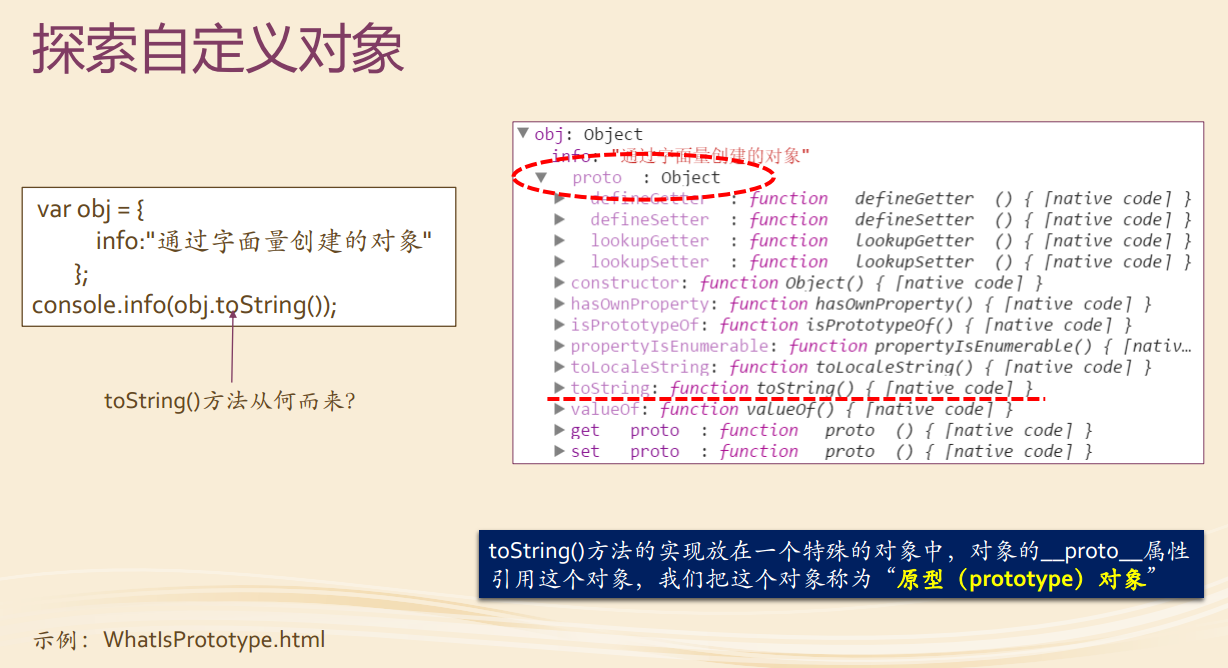 探索自定义对象
var obj = {
info:"通过字面量创建的对象"
};
console.info(obj.toString());
toString()方法从何而来?
obj: Object
info: "通过字面量创建的对象"
proto : Object
defineGetter : function defineGetter () { [native code] }
defineSetter : function defineSetter () { [native code] }
lookupGetter : function lookupGetter () { [native code] }
lookupSetter : function lookupSetter () { [native code] }
constructor: function Object() { [native code] }
hasOwnProperty: function hasOwnProperty() { [native code] }
isPrototypeOf: function isPrototypeOf() { [native code] }
propertyIsEnumerable: function propertyIsEnumerable() { [nativ…
toLocaleString: function toLocaleString() { [native code] }
toString: function toString() { [native code] }
valueOf: function valueOf() { [native code] }
get proto : function proto () { [native code] }
set proto : function proto () { [native code] }
toString()方法的实现放在一个特殊的对象中，对象的__proto__属性
引用这个对象，我们把这个对象称为“原型（prototype）对象”
示例：WhatIsPrototype.html